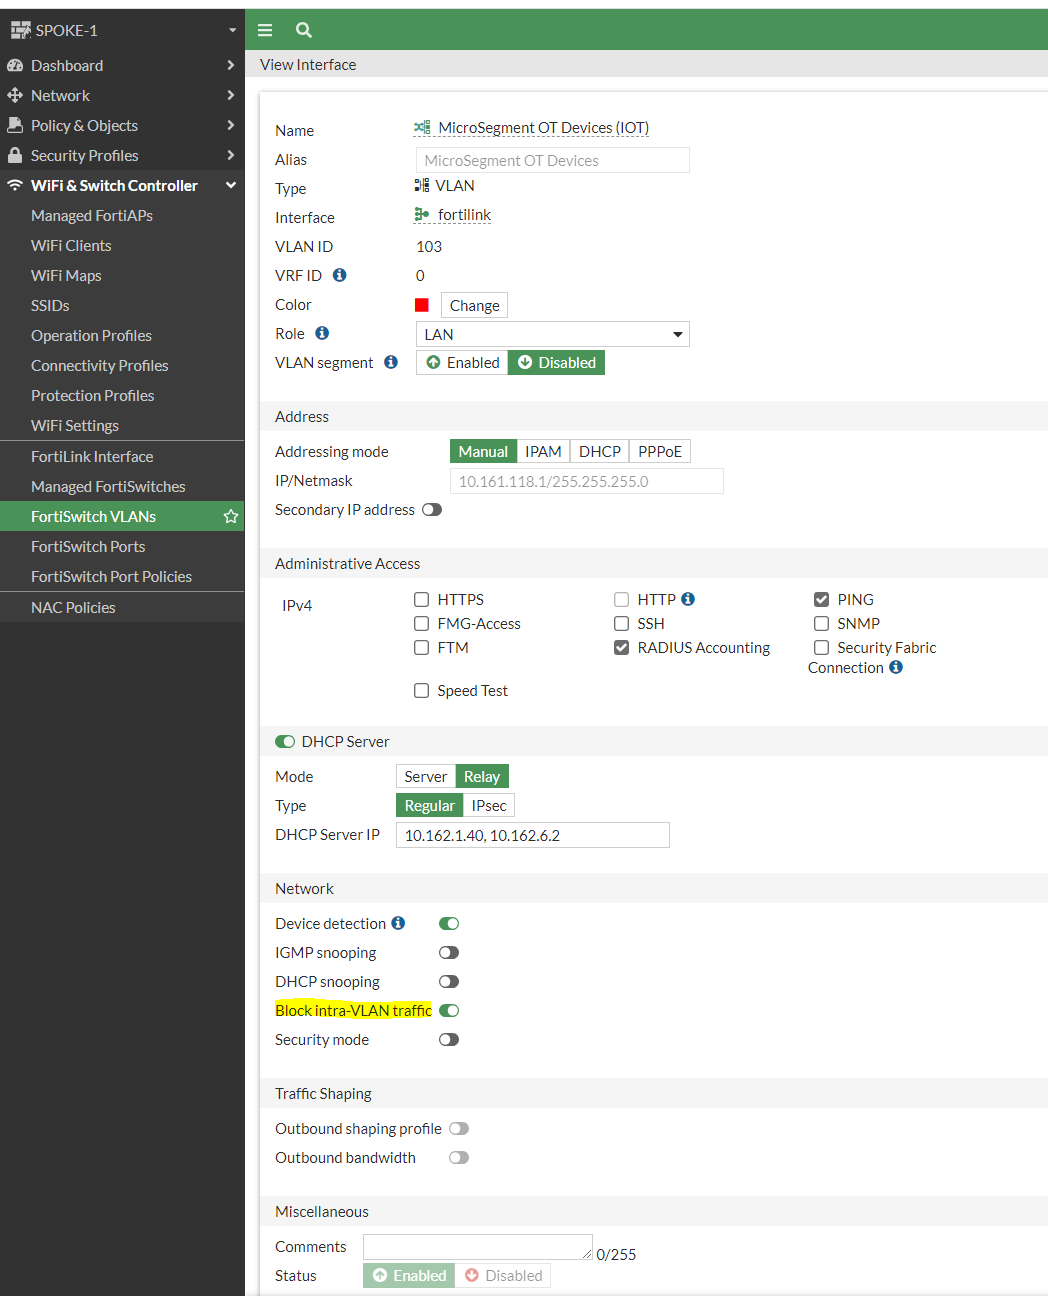 SPOKE-1
Dashboard
Network
Policy & Objects
Security Profiles
WiFi & Switch Controller
Managed FortiAPs
WiFi Clients
WiFi Maps
SSIDs
Operation Profiles
Connectivity Profiles
Protection Profiles
WiFi Settings
FortiLink Interface
Managed FortiSwitches
FortiSwitch VLANs
FortiSwitch Ports
FortiSwitch Port Policies
NAC Policies
View Interface
Name MicroSegment OT Devices (IOT)
Alias MicroSegment OT Devices
Type VLAN
Interface fortilink
VLAN ID 103
VRF ID 0
Color Change
Role LAN
VLAN segment Enabled Disabled
Address
Addressing mode Manual IPAM DHCP PPPoE
IP/Netmask 10.161.118.1/255.255.255.0
Secondary IP address
Administrative Access
IPv4 HTTPS HTTP PING
FMG-Access SSH SNMP
FTM RADIUS Accounting Security Fabric
Connection
Speed Test
DHCP Server
Mode Server Relay
Type Regular IPsec
DHCP Server IP 10.162.1.40, 10.162.6.2
Network
Device detection
IGMP snooping
DHCP snooping
Block intra-VLAN traffic
Security mode
Traffic Shaping
Outbound shaping profile
Outbound bandwidth
Miscellaneous
Comments 0/255
Status Enabled Disabled